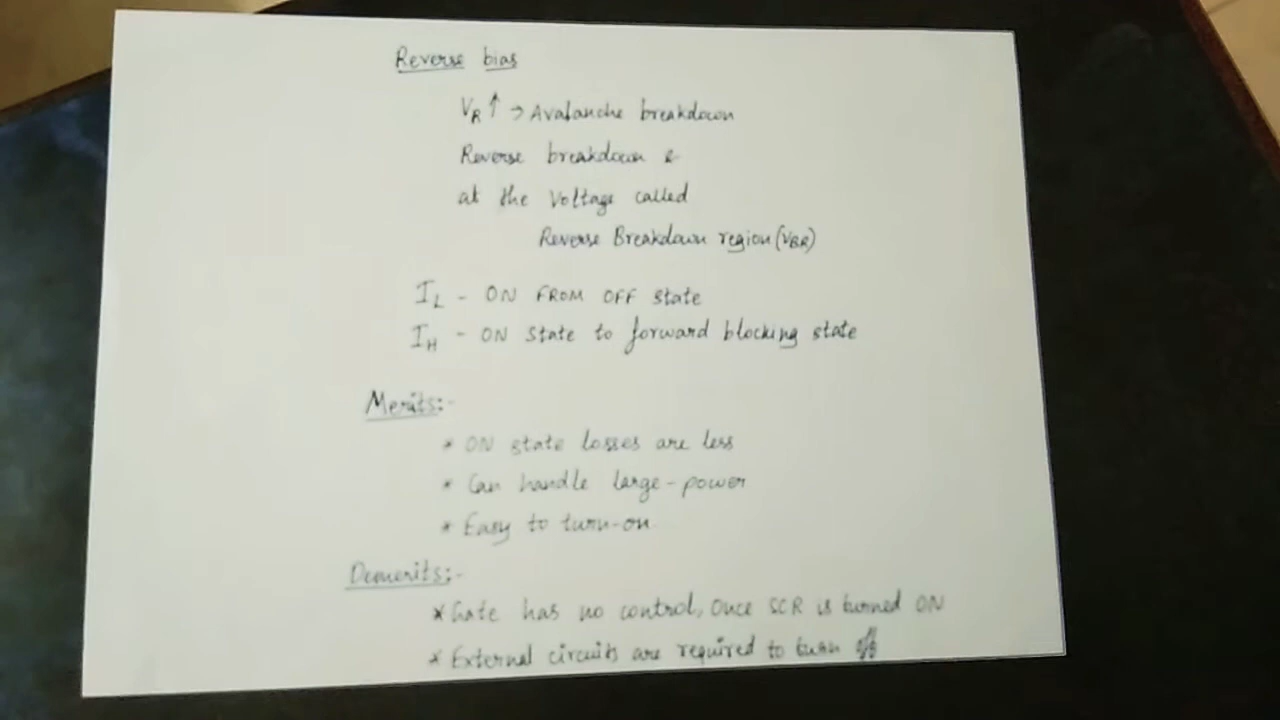 Reverse bias
VR↑ → Avalanche breakdown
Reverse breakdown &
at the Voltage called
Reverse Breakdown region (VBR)
IL - ON FROM OFF state
IH - ON state to forward blocking state
Merits:-
* ON state losses are less
* Can handle large-power
* Easy to turn-on
Demerits:-
* Gate has no control, once SCR is turned ON
* External circuits are required to turn off